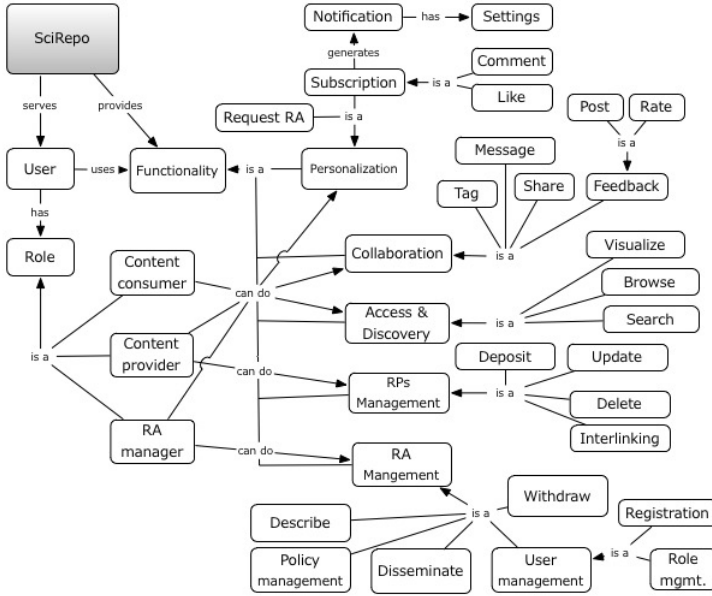 SciRepo
Notification
has
Settings
generates
Subscription
is a
Comment
Like
serves
provides
Request RA
is a
Post
Rate
is a
User
uses
Functionality
is a
Personalization
Message
Tag
Share
Feedback
is a
has
Role
Content
consumer
can do
Collaboration
Visualize
Browse
Search
is a
Access &
Discovery
is a
Content
provider
can do
RPs
Management
Deposit
Update
is a
Delete
Interlinking
RA
manager
can do
RA
Mangement
is a
Withdraw
Describe
Policy
management
Disseminate
User
management
Registration
is a
Role
mgmt.